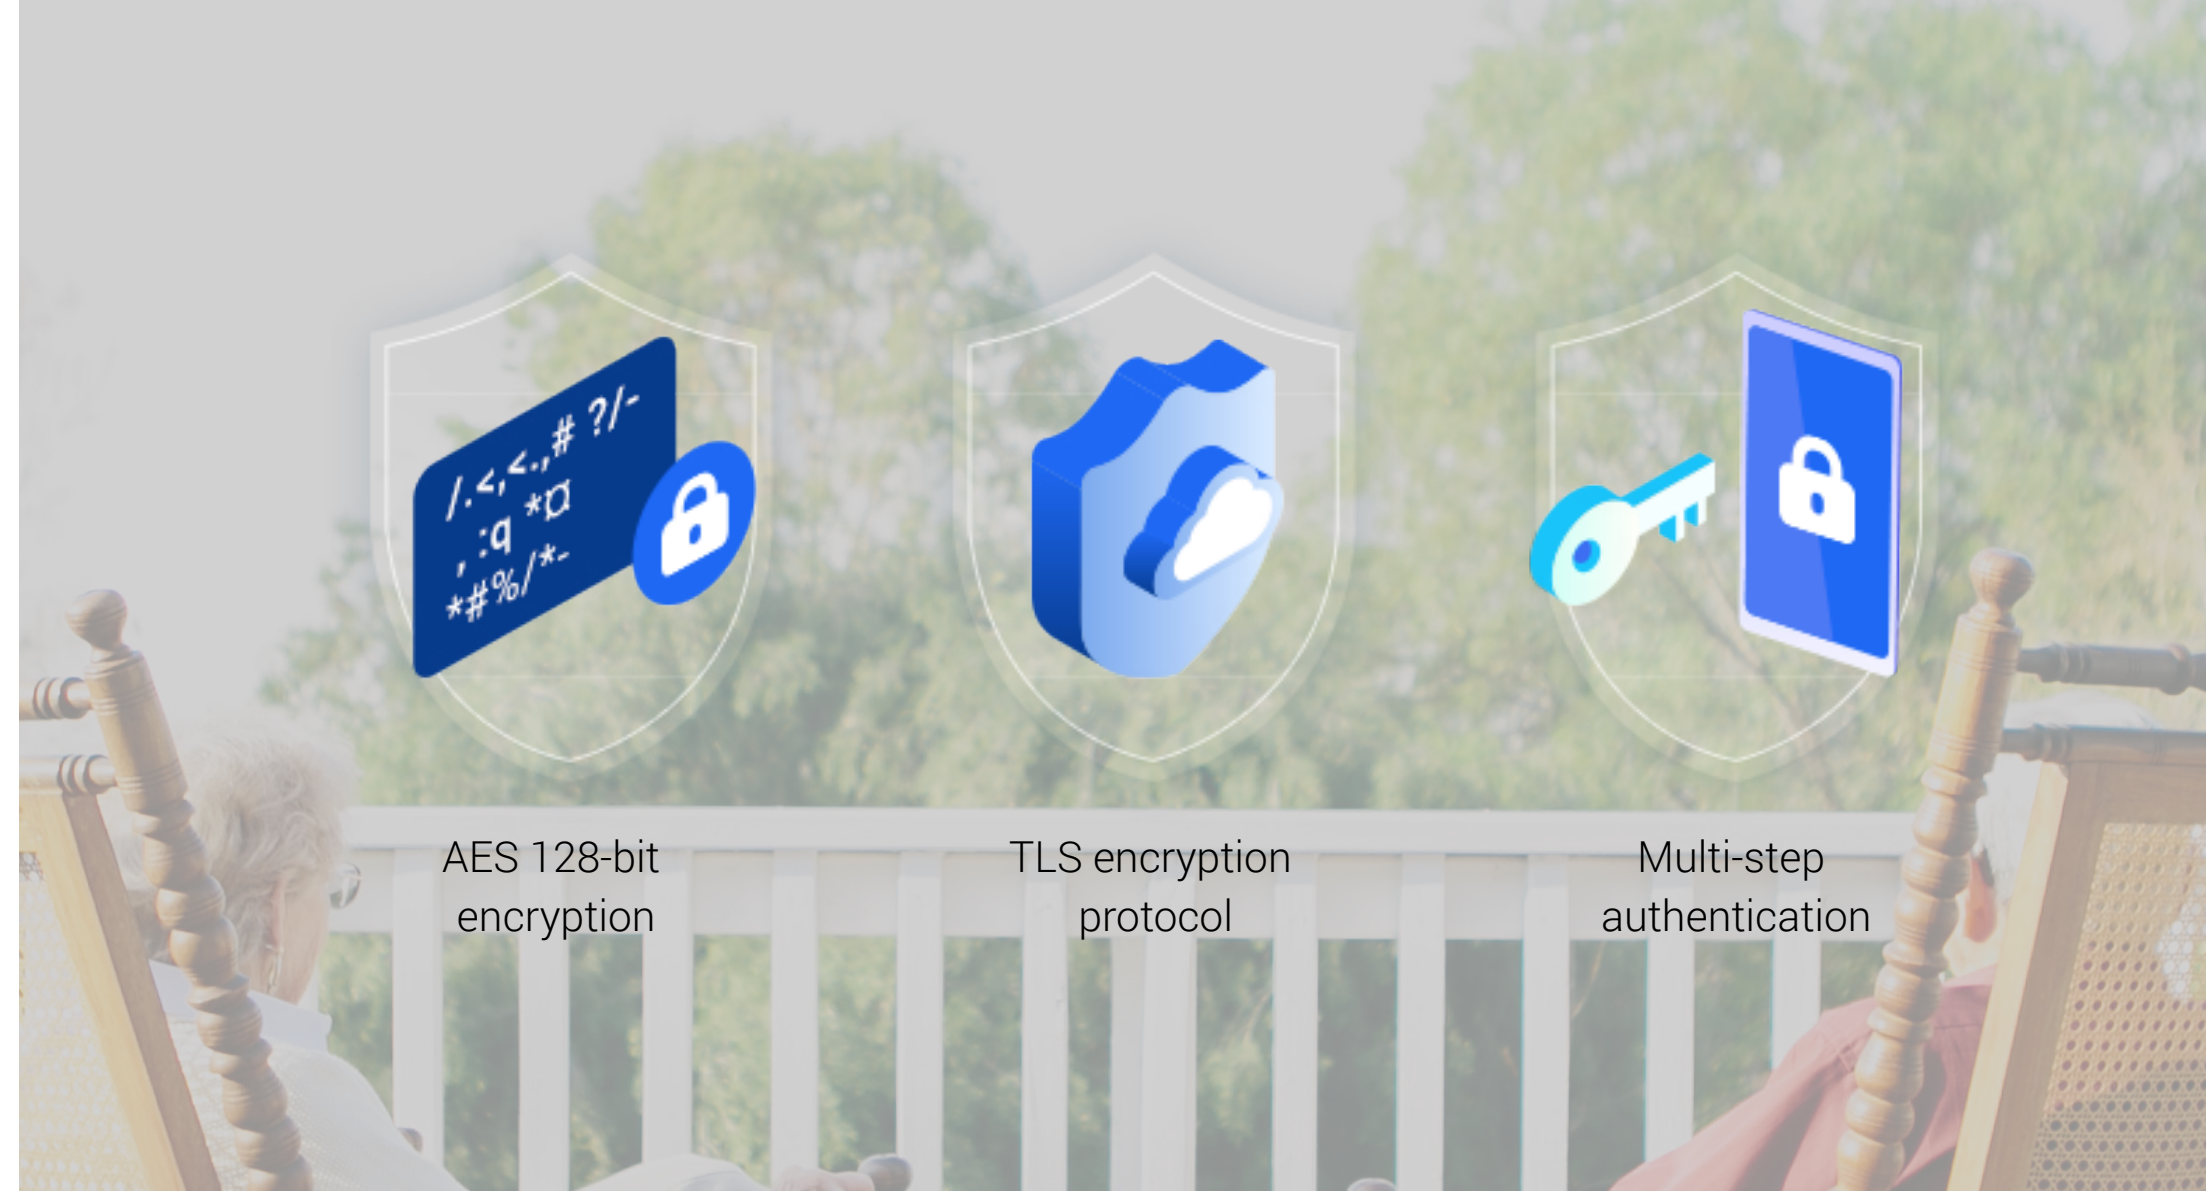 /.<,<.,# ?/-
, :q *¤
*#%/*-
AES 128-bit
encryption
TLS encryption
protocol
Multi-step
authentication